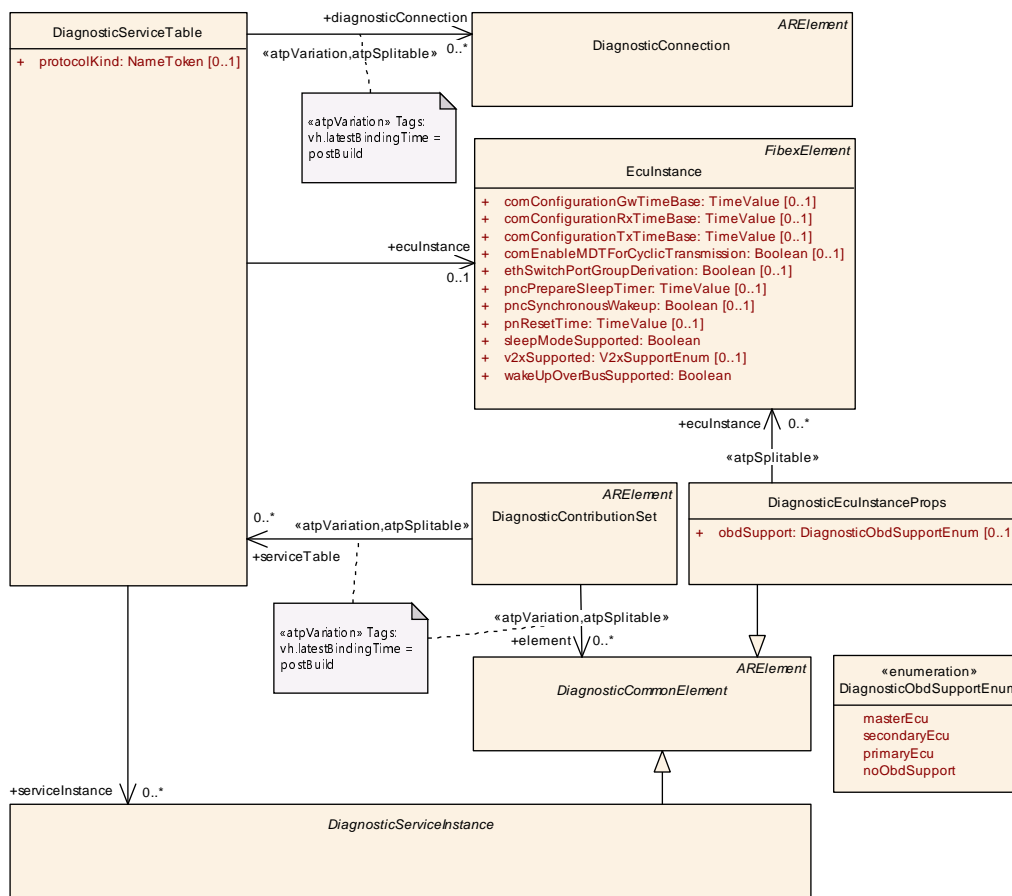 DiagnosticServiceTable
+ protocolKind: NameToken [0..1]
+diagnosticConnection
0..*
«atpVariation,atpSplitable»
ARElement
DiagnosticConnection
«atpVariation» Tags:
vh.latestBindingTime =
postBuild
FibexElement
EcuInstance
+ comConfigurationGwTimeBase: TimeValue [0..1]
+ comConfigurationRxTimeBase: TimeValue [0..1]
+ comConfigurationTxTimeBase: TimeValue [0..1]
+ comEnableMDTForCyclicTransmission: Boolean [0..1]
+ ethSwitchPortGroupDerivation: Boolean [0..1]
+ pncPrepareSleepTimer: TimeValue [0..1]
+ pncSynchronousWakeup: Boolean [0..1]
+ pnResetTime: TimeValue [0..1]
+ sleepModeSupported: Boolean
+ v2xSupported: V2xSupportEnum [0..1]
+ wakeUpOverBusSupported: Boolean
+ecuInstance
0..1
+ecuInstance
0..*
«atpSplitable»
ARElement
DiagnosticContributionSet
DiagnosticEcuInstanceProps
+ obdSupport: DiagnosticObdSupportEnum [0..1
0..*
«atpVariation,atpSplitable»
+serviceTable
«atpVariation» Tags:
vh.latestBindingTime =
postBuild
«atpVariation,atpSplitable»
+element
0..*
ARElement
DiagnosticCommonElement
«enumeration»
DiagnosticObdSupportEnum
masterEcu
secondaryEcu
primaryEcu
noObdSupport
+serviceInstance
0..*
DiagnosticServiceInstance